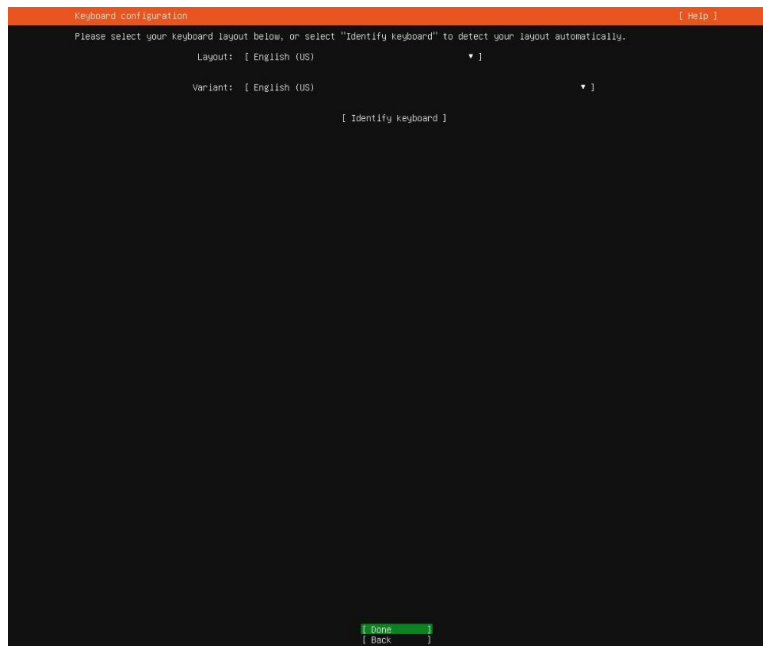 Keyboard configuration [ Help ]
Please select your keyboard layout below, or select "Identify keyboard" to detect your layout automatically.
Layout: [ English (US) ▾ ]
Variant: [ English (US) ▾ ]
[ Identify keyboard ]
[ Done ]
[ Back ]